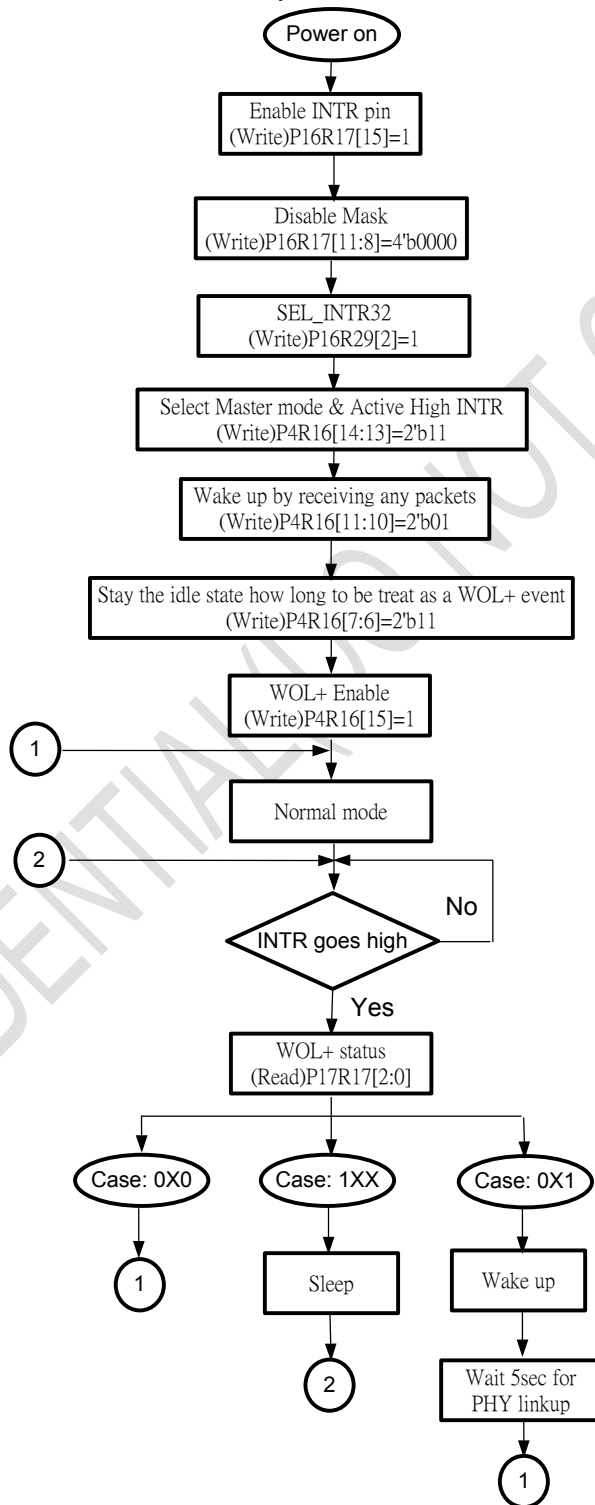 Power on
Enable INTR pin
(Write)P16R17[15]=1
Disable Mask
(Write)P16R17[11:8]=4'b0000
SEL_INTR32
(Write)P16R29[2]=1
Select Master mode & Active High INTR
(Write)P4R16[14:13]=2'b11
Wake up by receiving any packets
(Write)P4R16[11:10]=2'b01
Stay the idle state how long to be treat as a WOL+ event
(Write)P4R16[7:6]=2'b11
WOL+ Enable
(Write)P4R16[15]=1
1
Normal mode
2
No
INTR goes high
Yes
WOL+ status
(Read)P17R17[2:0]
Case: 0X0
Case: 1XX
Case: 0X1
1
Sleep
Wake up
2
Wait 5sec for
PHY linkup
1
DENTIAL(DO NOT